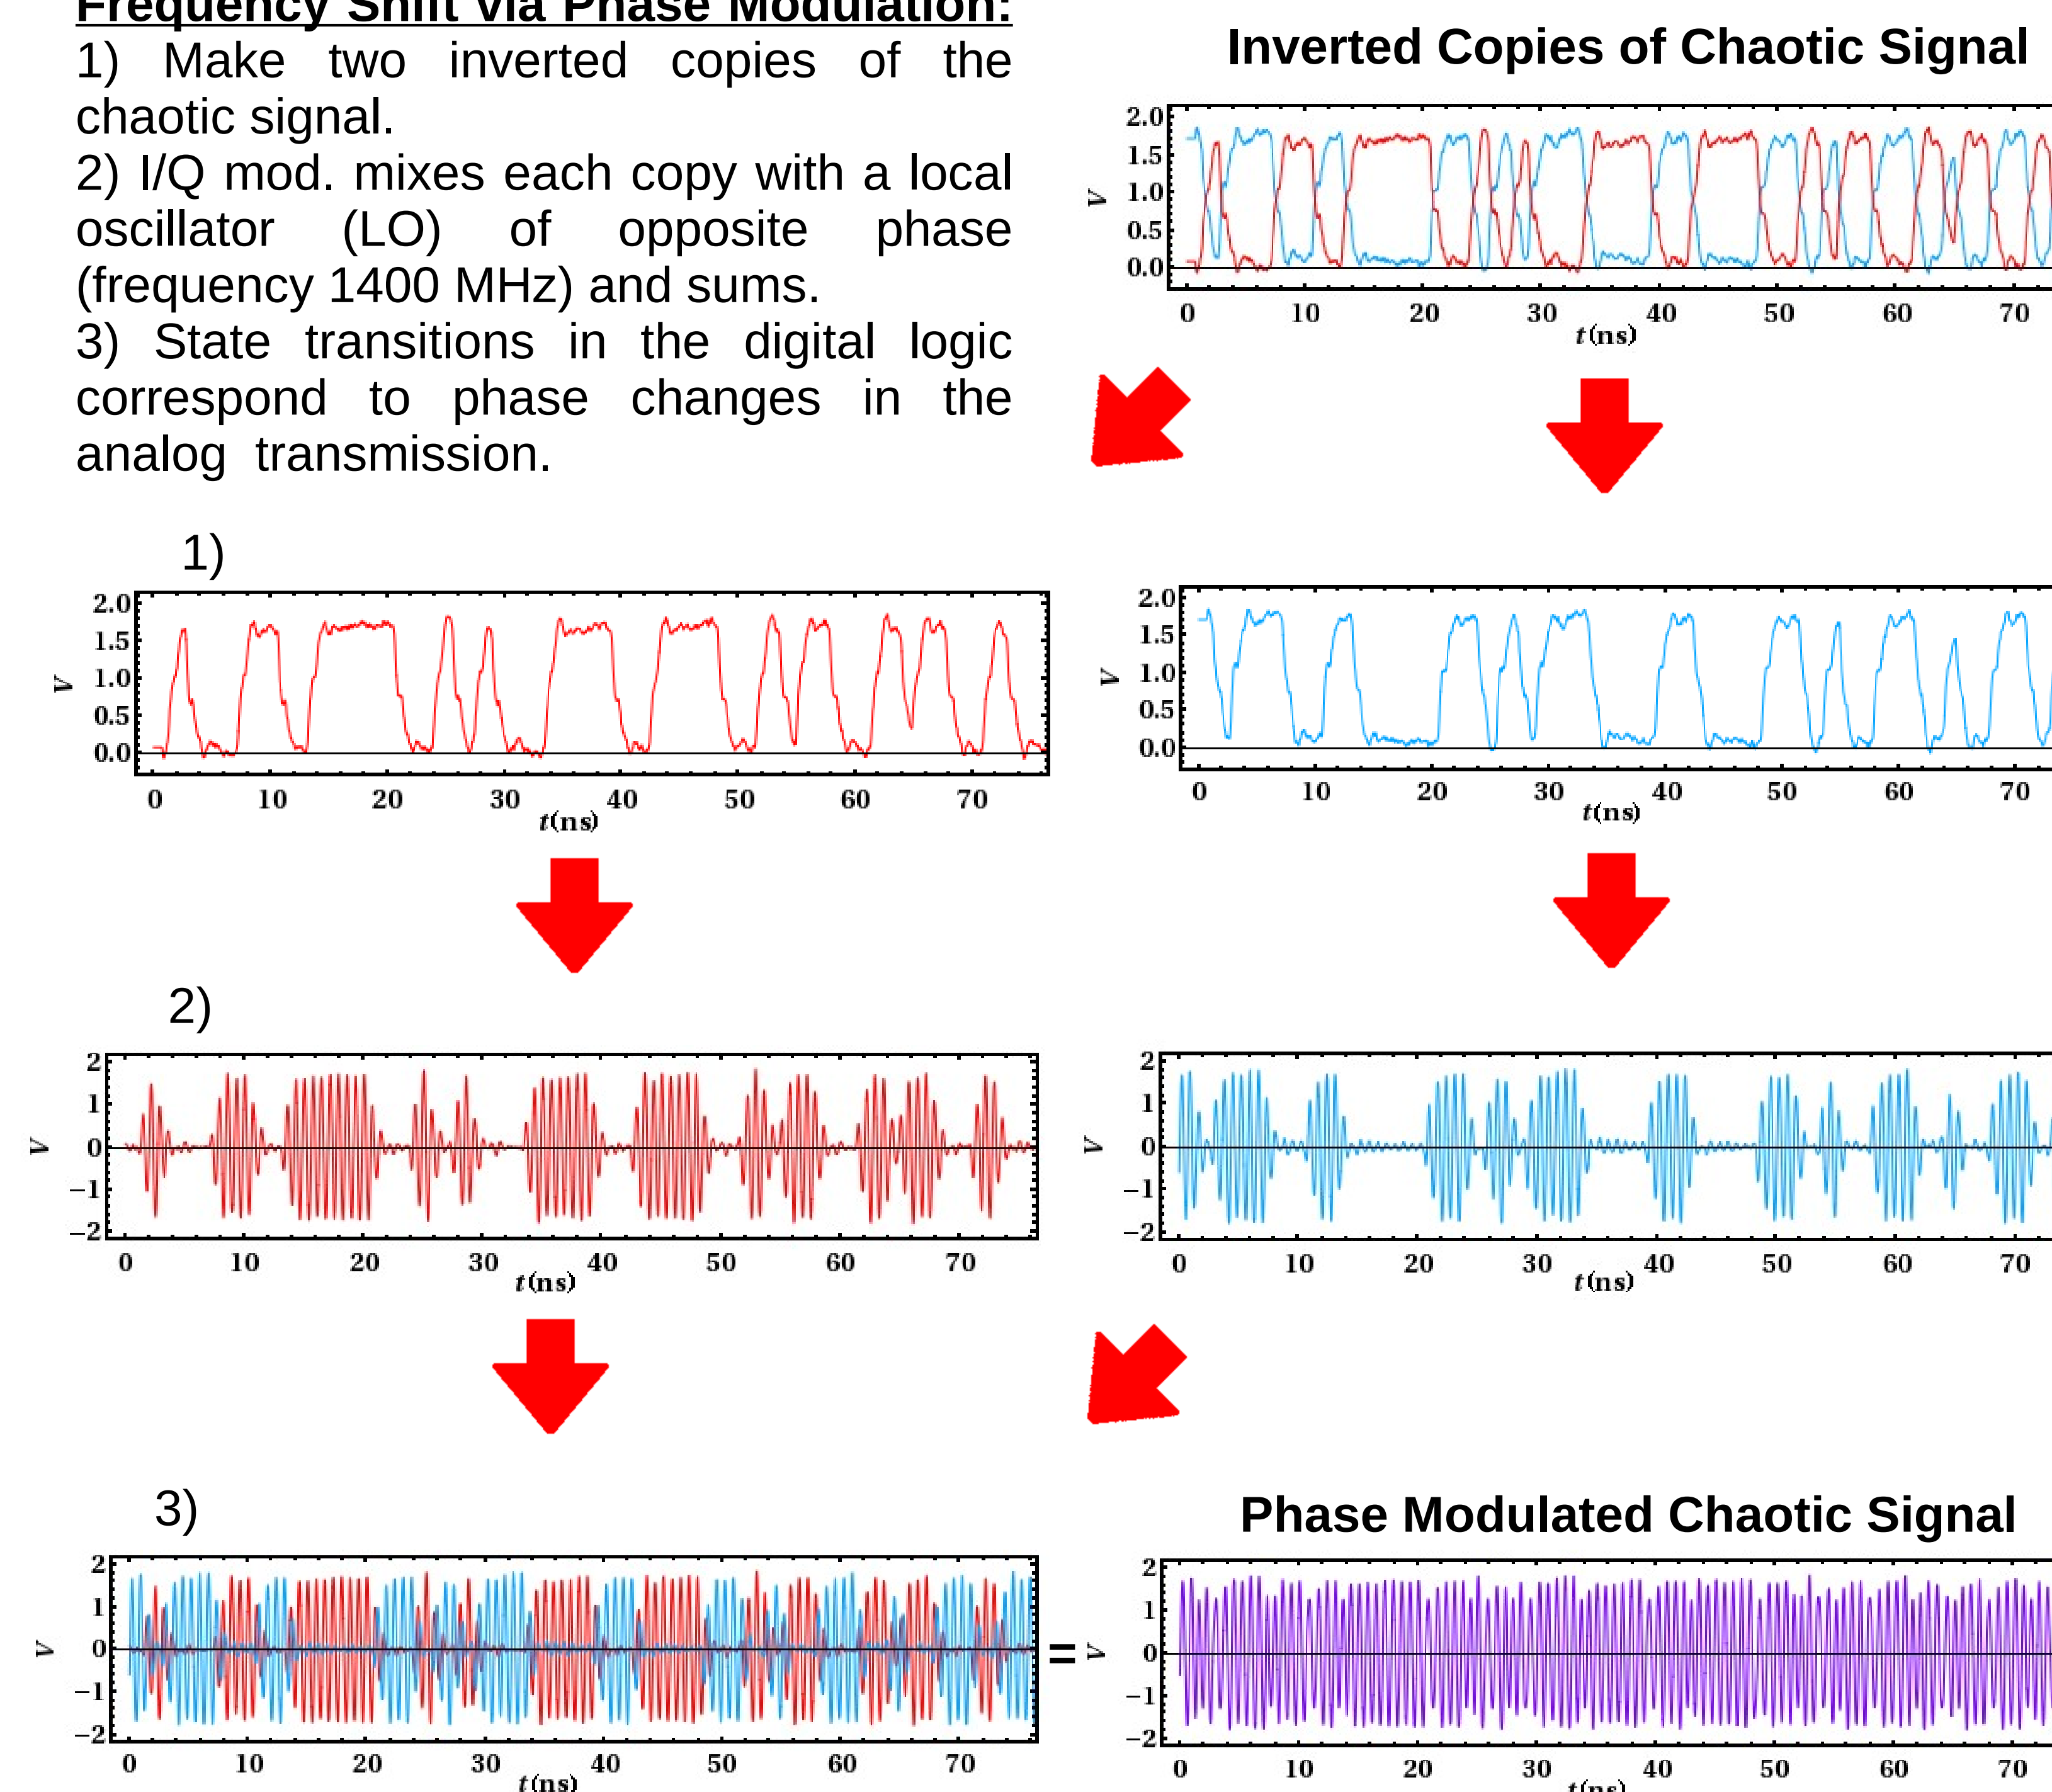 Frequency Shift via Phase Modulation:
1) Make two inverted copies of the
chaotic signal.
2) I/Q mod. mixes each copy with a local
oscillator (LO) of opposite phase
(frequency 1400 MHz) and sums.
3) State transitions in the digital logic
correspond to phase changes in the
analog transmission.
Inverted Copies of Chaotic Signal
2.0
1.5
1.0
0.5
0.0
V
0 10 20 30 40 50 60 70
t(ns)
1)
2.0
1.5
1.0
0.5
0.0
V
0 10 20 30 40 50 60 70
t(ns)
2.0
1.5
1.0
0.5
0.0
V
0 10 20 30 40 50 60 70
t(ns)
2)
2
1
0
−1
−2
V
0 10 20 30 40 50 60 70
t(ns)
2
1
0
−1
−2
V
0 10 20 30 40 50 60 70
t(ns)
3)
2
1
0
−1
−2
V
0 10 20 30 40 50 60 70
t(ns)
=
Phase Modulated Chaotic Signal
2
1
0
−1
−2
V
0 10 20 30 40 50 60 70
t(ns)